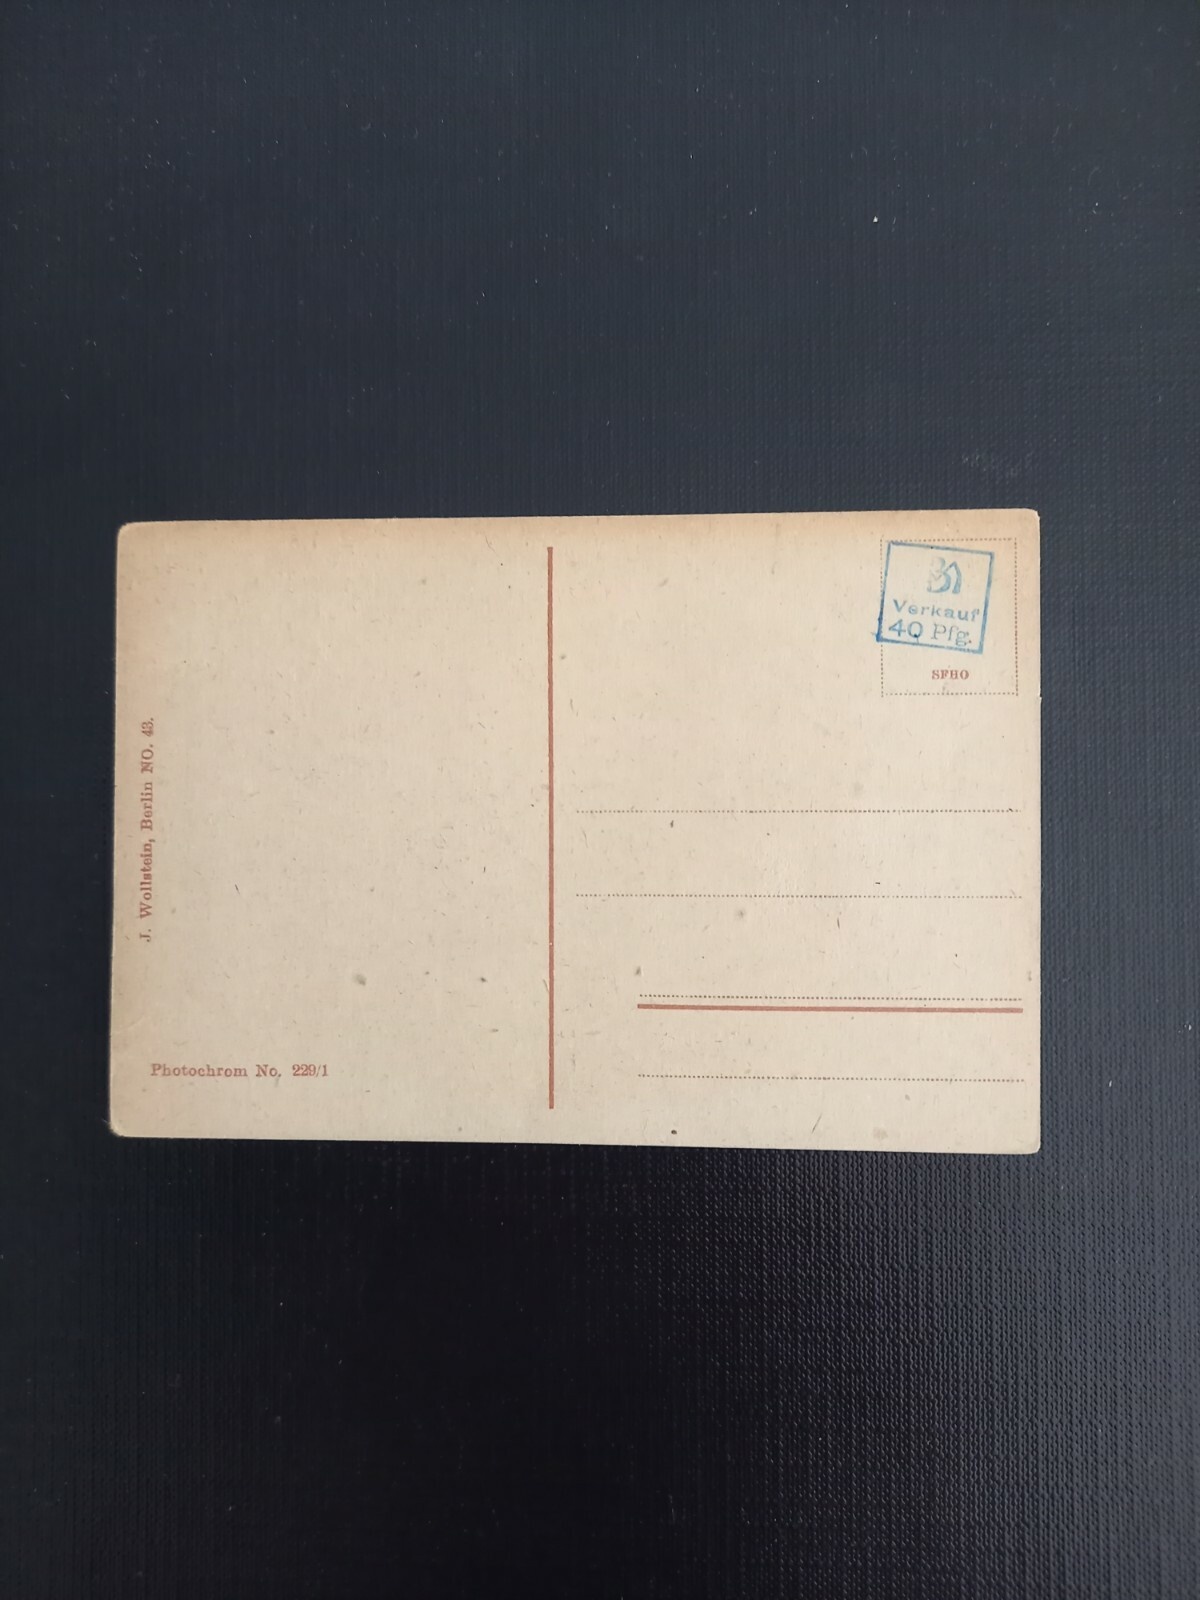 Verkauf
40 Pfg.
SFHO
J. Wollstein, Berlin NO. 43.
Photochrom No. 229/1